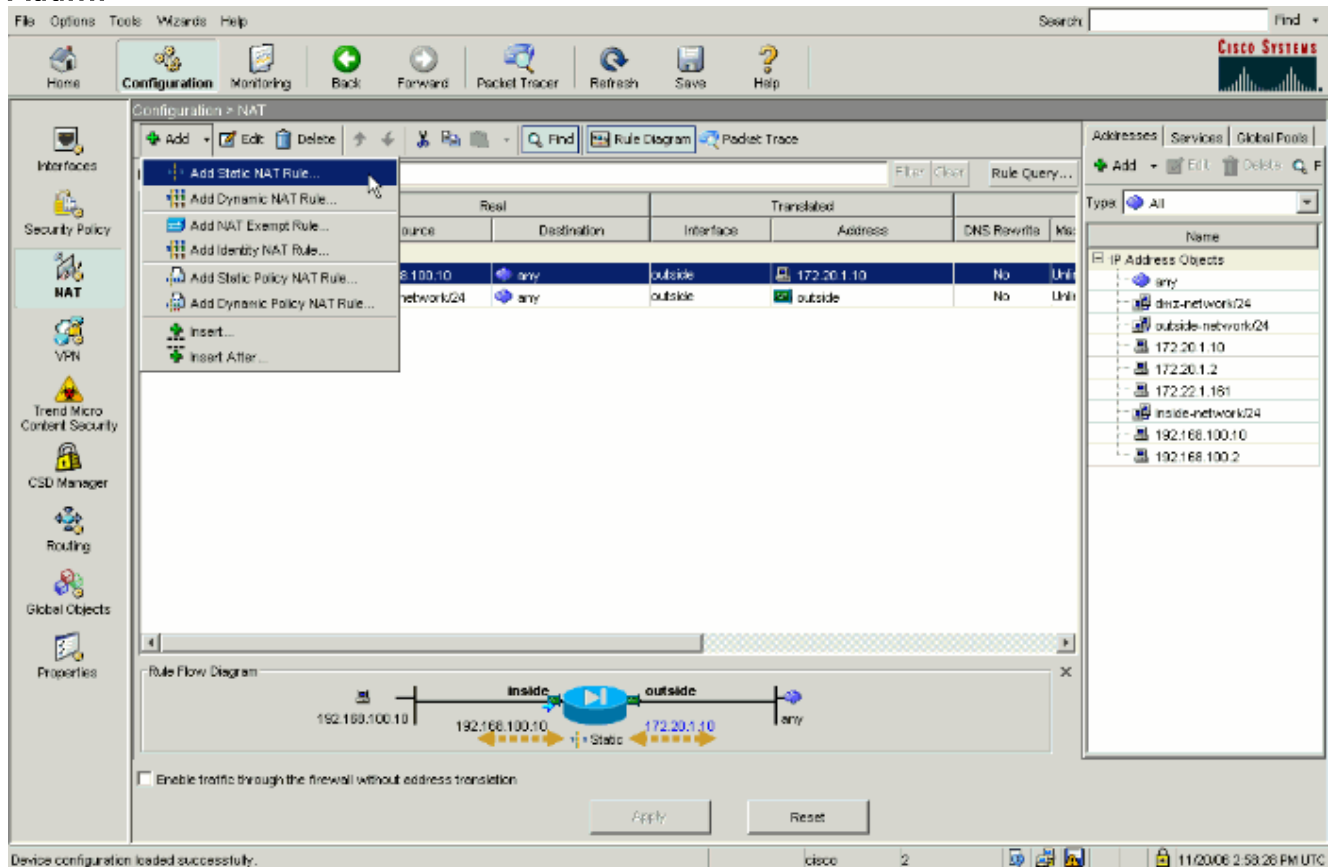 File Options Tools Wizards Help Search: Find
Home Configuration Monitoring Back Forward Packet Tracer Refresh Save Help
CISCO SYSTEMS
Configuration > NAT
Add Edit Delete Find Rule Diagram Packet Trace
Addresses Services Global Pools
Add Edit Delete F
Filter Clear Rule Query...
Type: All
Interfaces
Security Policy
NAT
VPN
Trend Micro
Content Security
CSD Manager
Routing
Global Objects
Properties
Add Static NAT Rule...
Add Dynamic NAT Rule...
Add NAT Exempt Rule...
Add Identity NAT Rule...
Add Static Policy NAT Rule...
Add Dynamic Policy NAT Rule...
Insert...
Insert After...
Real Translated
ource Destination Interface Address DNS Rewrite Ma
8.100.10 any outside 172.20.1.10 No Unli
network/24 any outside outside No Unli
Name
IP Address Objects
any
dmz-network/24
outside-network/24
172.20.1.10
172.20.1.2
172.22.1.161
inside-network/24
192.168.100.10
192.168.100.2
Rule Flow Diagram
inside outside
192.168.100.10 192.168.100.10 172.20.1.10 any
Static
Enable traffic through the firewall without address translation
Apply Reset
Device configuration loaded successfully. cisco 2 11/20/06 2:58:28 PM UTC